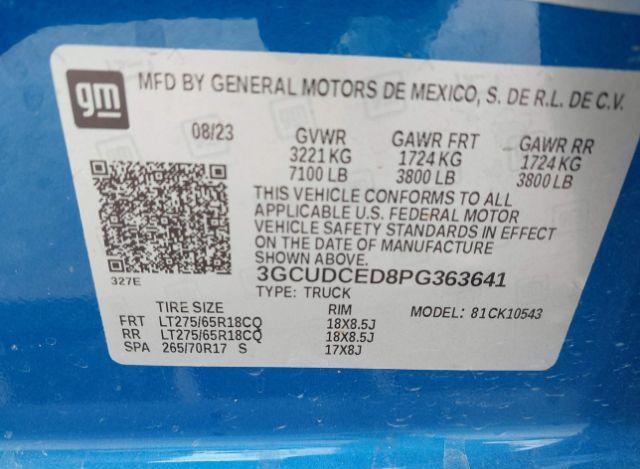 gm
MFD BY GENERAL MOTORS DE MEXICO, S. DE R.L. DE C.V.
08/23 GVWR GAWR FRT GAWR RR
3221 KG 1724 KG 1724 KG
7100 LB 3800 LB 3800 LB
THIS VEHICLE CONFORMS TO ALL
APPLICABLE U.S. FEDERAL MOTOR
VEHICLE SAFETY STANDARDS IN EFFECT
ON THE DATE OF MANUFACTURE
SHOWN ABOVE.
327E
3GCUDCED8PG363641
TYPE: TRUCK
TIRE SIZE RIM MODEL: 81CK10543
FRT LT275/65R18CQ 18X8.5J
RR LT275/65R18CQ 18X8.5J
SPA 265/70R17 S 17X8J